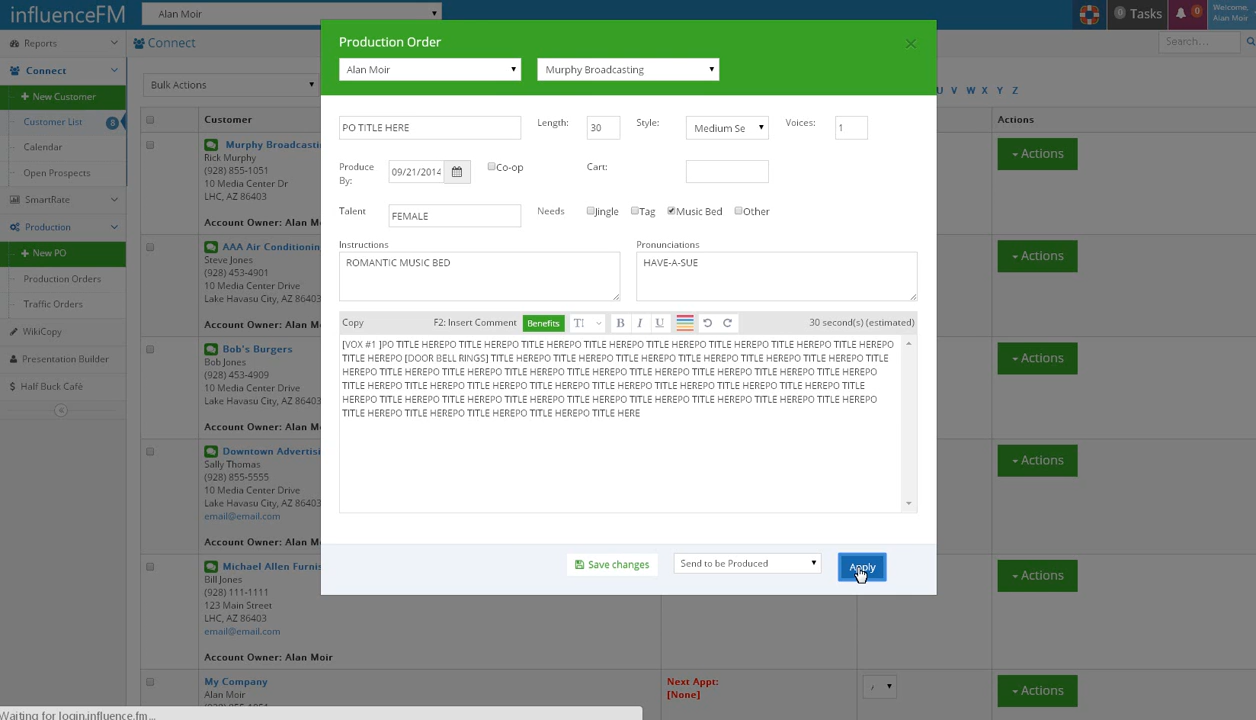 influenceFM
Alan Moir
0 Tasks
0
Welcome,
Alan Moir
Reports
Connect
+ New Customer
Customer List 8
Calendar
Open Prospects
SmartRate
Production
+ New PO
Production Orders
Traffic Orders
WikiCopy
Presentation Builder
Half Buck Café
Connect
Search...
Bulk Actions
U V W X Y Z
Customer
Actions
Murphy Broadcasti
Rick Murphy
(928) 855-1051
10 Media Center Dr
LHC, AZ 86403
Account Owner: Alan M
Actions
AAA Air Conditionin
Steve Jones
(928) 453-4901
10 Media Center Drive
Lake Havasu City, AZ 86403
Account Owner: Alan M
Actions
Bob's Burgers
Bob Jones
(928) 453-4909
10 Media Center Drive
Lake Havasu City, AZ 86403
Account Owner: Alan M
Actions
Downtown Advertisi
Sally Thomas
(928) 855-5555
10 Media Center Drive
Lake Havasu City, AZ 86403
email@email.com
Account Owner: Alan M
Actions
Michael Allen Furnis
Bill Jones
(928) 111-1111
123 Main Street
LHC, AZ 86403
email@email.com
Account Owner: Alan Moir
Actions
My Company
Alan Moir
Next Appt:
[None]
/
Actions
Waiting for login.influence.fm...
Production Order
Alan Moir
Murphy Broadcasting
PO TITLE HERE
Length: 30
Style: Medium Se
Voices: 1
Produce
By:
09/21/2014
Co-op
Cart:
Talent FEMALE
Needs Jingle Tag Music Bed Other
Instructions
ROMANTIC MUSIC BED
Pronunciations
HAVE-A-SUE
Copy F2: Insert Comment Benefits TI B I U 30 second(s) (estimated)
[VOX #1 ]PO TITLE HEREPO TITLE HEREPO TITLE HEREPO TITLE HEREPO TITLE HEREPO TITLE HEREPO TITLE HEREPO TITLE HEREPO
TITLE HEREPO [DOOR BELL RINGS] TITLE HEREPO TITLE HEREPO TITLE HEREPO TITLE HEREPO TITLE HEREPO TITLE HEREPO TITLE
HEREPO TITLE HEREPO TITLE HEREPO TITLE HEREPO TITLE HEREPO TITLE HEREPO TITLE HEREPO TITLE HEREPO TITLE HEREPO
TITLE HEREPO TITLE HEREPO TITLE HEREPO TITLE HEREPO TITLE HEREPO TITLE HEREPO TITLE HEREPO TITLE HEREPO TITLE
HEREPO TITLE HEREPO TITLE HEREPO TITLE HEREPO TITLE HEREPO TITLE HEREPO TITLE HEREPO TITLE HEREPO TITLE HEREPO
TITLE HEREPO TITLE HEREPO TITLE HEREPO TITLE HEREPO TITLE HERE
Save changes
Send to be Produced
Apply